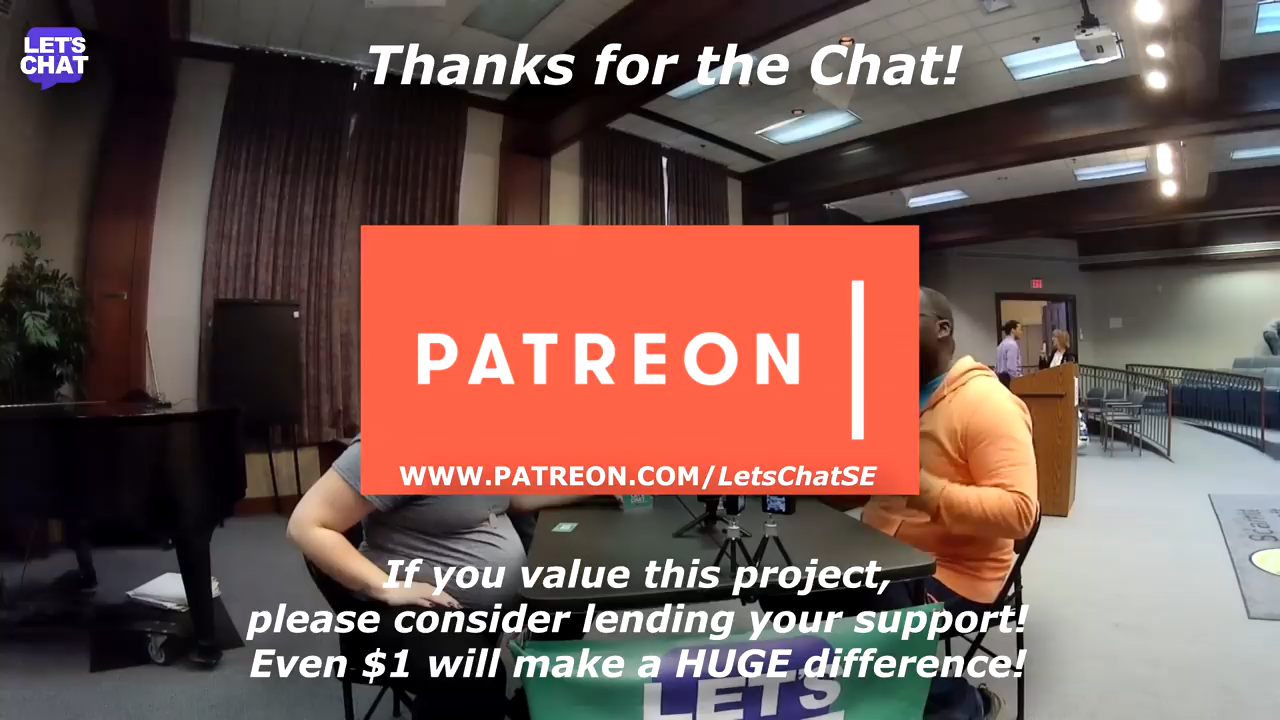 LET'S
CHAT
Thanks for the Chat!
PATREON
WWW.PATREON.COM/LetsChatSE
If you value this project,
please consider lending your support!
Even $1 will make a HUGE difference!
LET'S